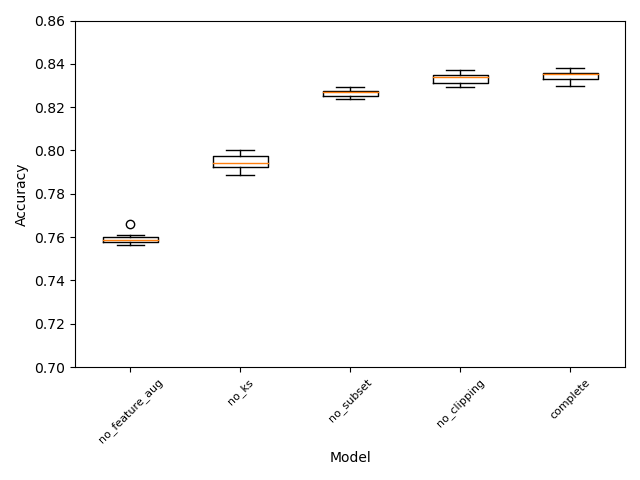 0.86
0.84
0.82
0.80
0.78
0.76
0.74
0.72
0.70
Accuracy
no_feature_aug
no_ks
no_subset
no_clipping
complete
Model